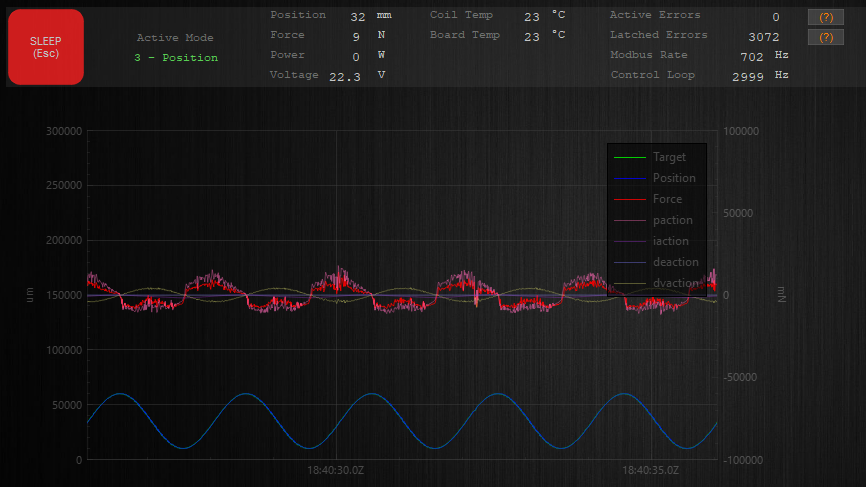 SLEEP
(Esc)
Active Mode
3 - Position
Position 32 mm
Force 9 N
Power 0 W
Voltage 22.3 V
Coil Temp 23 °C
Board Temp 23 °C
Active Errors 0 (?)
Latched Errors 3072 (?)
Modbus Rate 702 Hz
Control Loop 2999 Hz
300000
250000
200000
150000
100000
50000
0
um
100000
50000
0
-50000
-100000
mN
Target
Position
Force
paction
iaction
deaction
dvaction
18:40:30.0Z
18:40:35.0Z